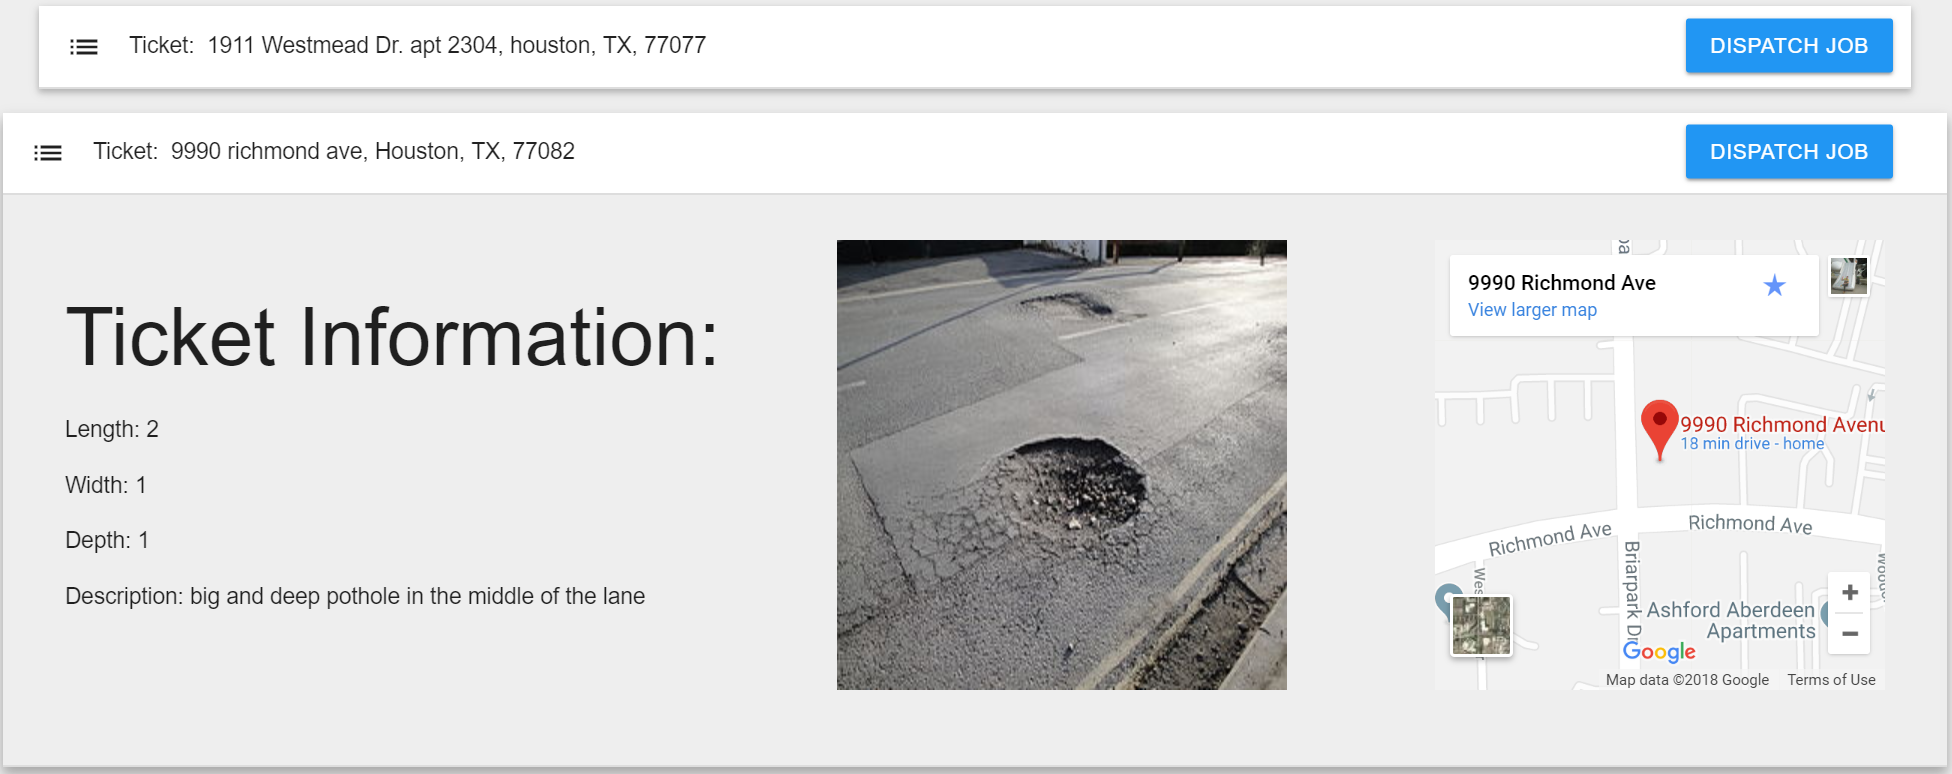 Ticket: 1911 Westmead Dr. apt 2304, houston, TX, 77077
DISPATCH JOB
Ticket: 9990 richmond ave, Houston, TX, 77082
DISPATCH JOB
Ticket Information:
Length: 2
Width: 1
Depth: 1
Description: big and deep pothole in the middle of the lane
9990 Richmond Ave
View larger map
9990 Richmond Avenu
18 min drive - home
Richmond Ave
Richmond Ave
Briarpark Dr
Ashford Aberdeen
Apartments
Google
Map data ©2018 Google
Terms of Use